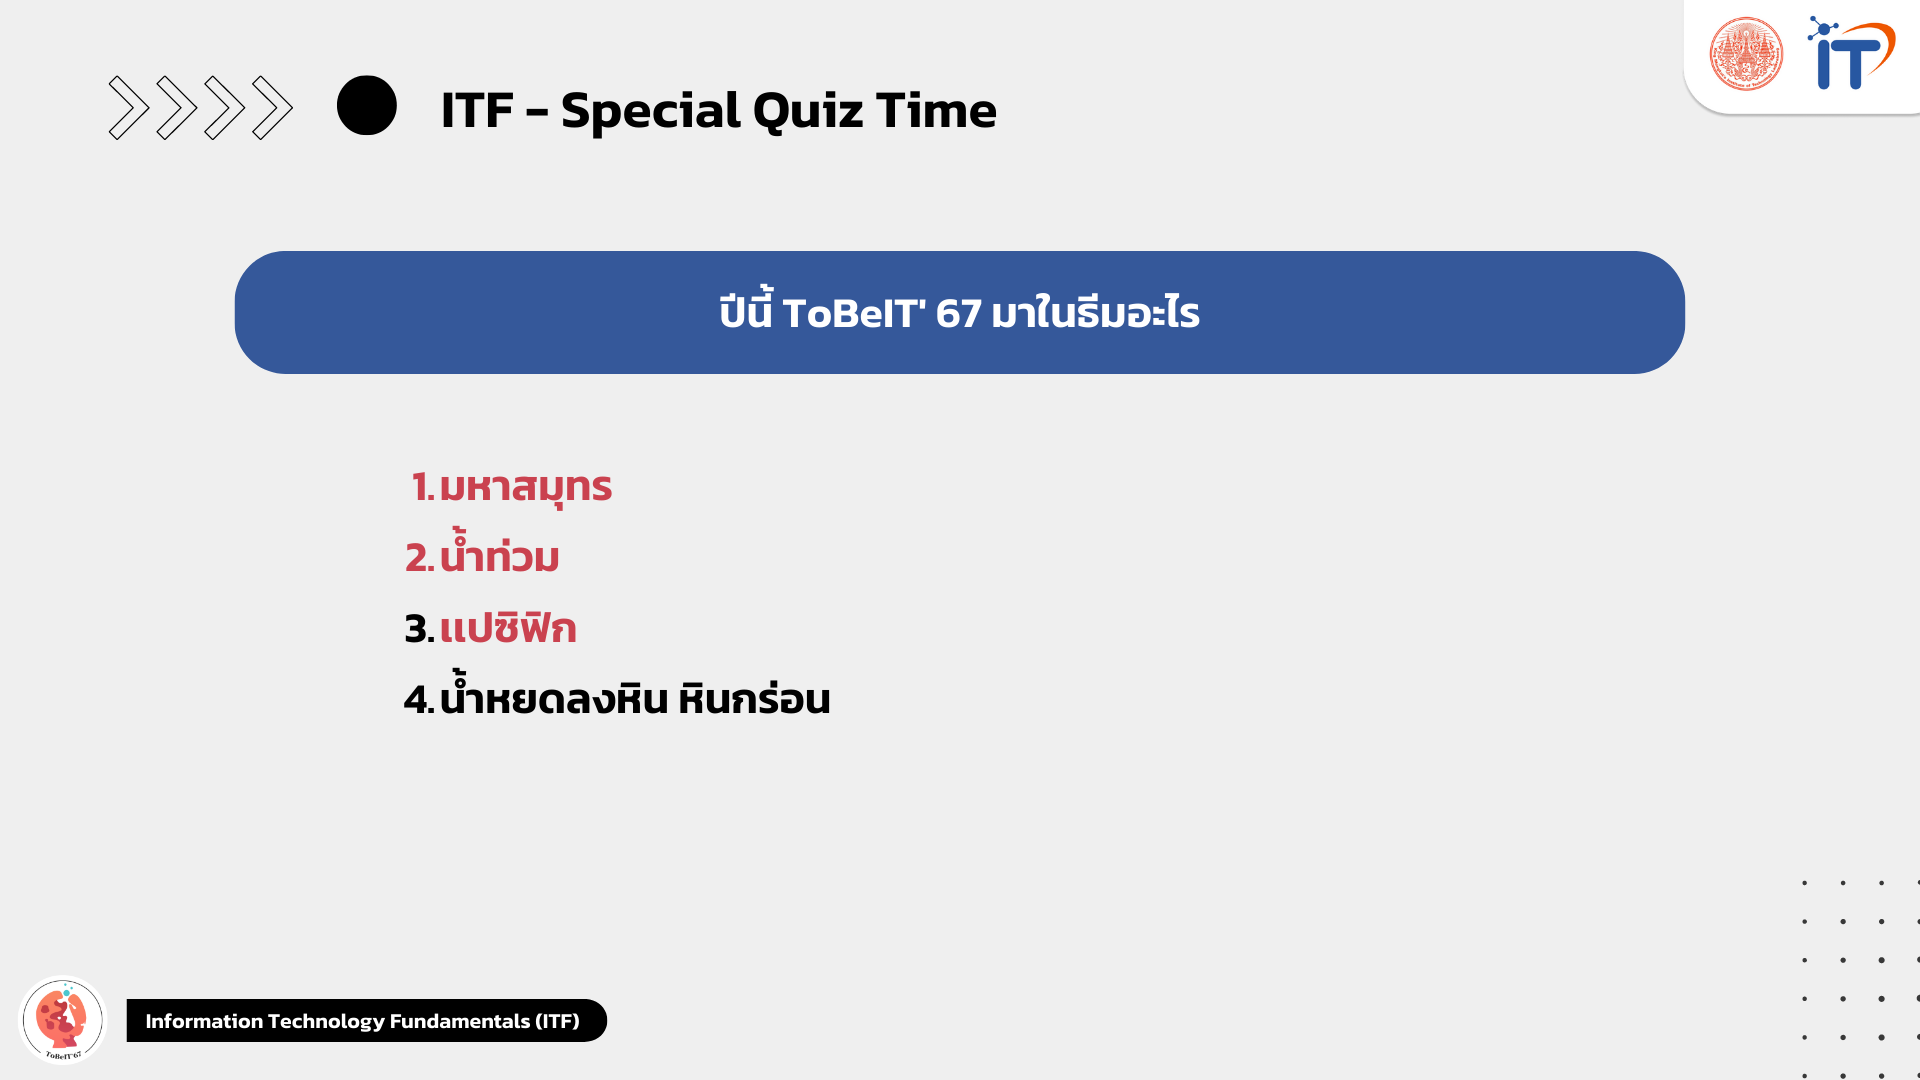 ITF - Special Quiz Time
IT
ปีนี้ ToBeIT' 67 มาในธีมอะไร
1. มหาสมุทร
2. น้ำท่วม
3. แปซิฟิก
4. น้ำหยดลงหิน หินกร่อน
ToBeIT'67
Information Technology Fundamentals (ITF)